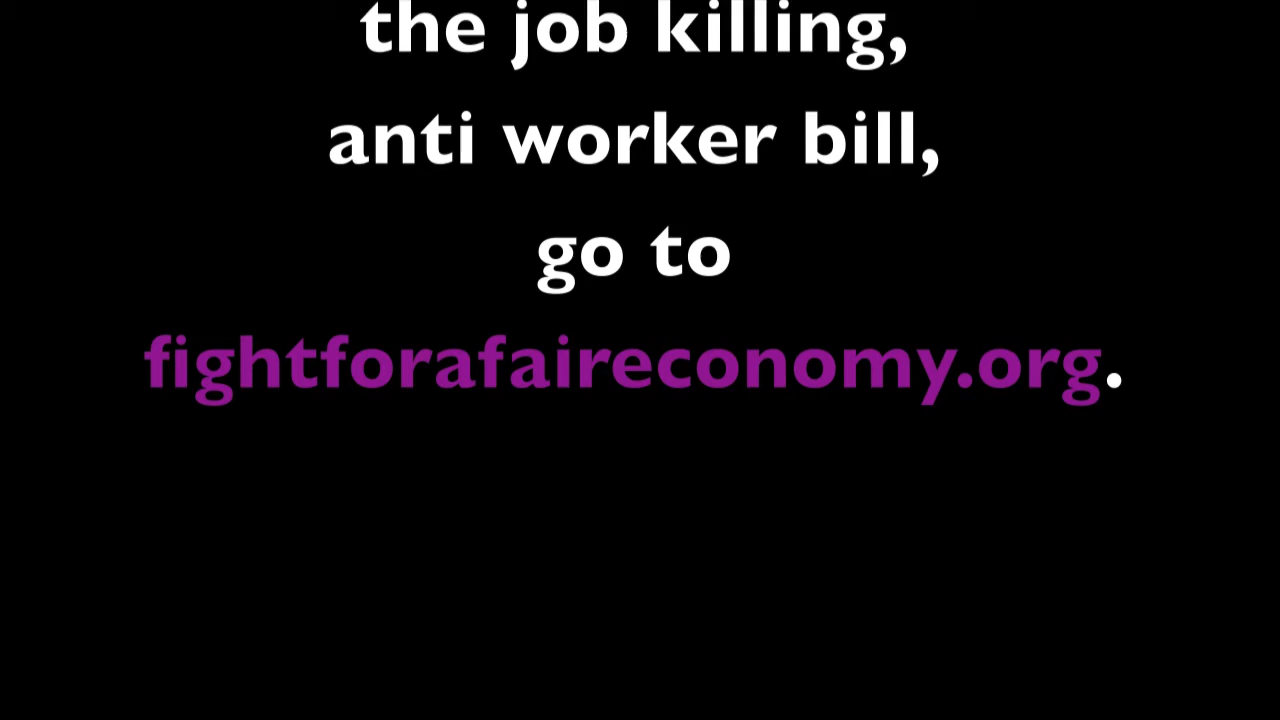 the job killing,
anti worker bill,
go to
fightforafaireconomy.org.